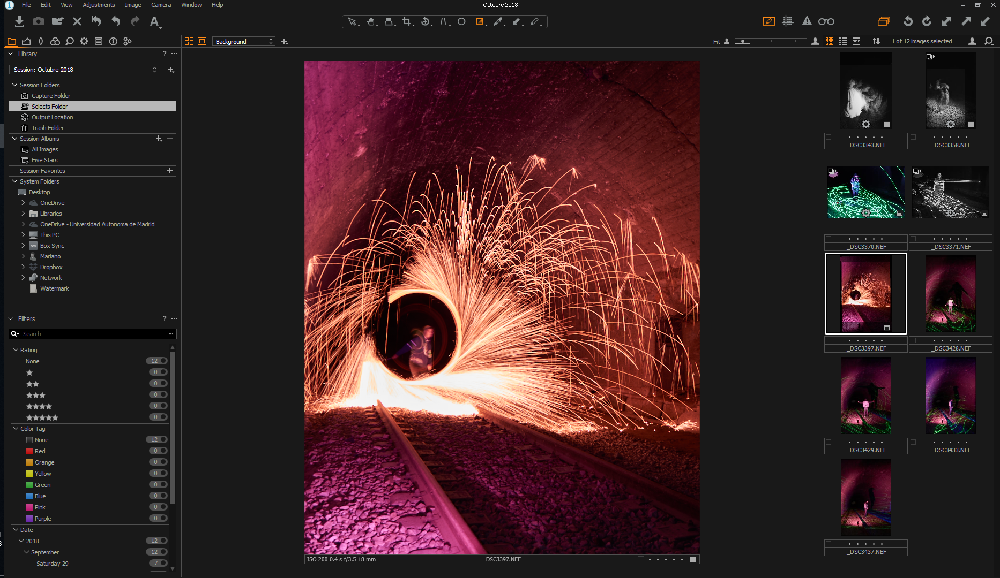 File Edit View Adjustments Image Camera Window Help
Octubre 2018
A
Background
Fit
1 of 12 images selected
Library
?
Session: Octubre 2018
Session Folders
Capture Folder
Selects Folder
Output Location
Trash Folder
Session Albums
All Images
Five Stars
Session Favorites
System Folders
Desktop
OneDrive
Libraries
OneDrive - Universidad Autonoma de Madrid
This PC
box
Box Sync
Mariano
Dropbox
Network
Watermark
Filters
?
Search
Rating
None 12
0
0
0
0
0
Color Tag
None 12
Red 0
Orange 0
Yellow 0
Green 0
Blue 0
Pink 0
Purple 0
Date
2018 12
September 12
Saturday 29 7
ISO 200 0.4 s f/3.5 18 mm
_DSC3397.NEF
_DSC3343.NEF
_DSC3358.NEF
_DSC3370.NEF
_DSC3371.NEF
_DSC3397.NEF
_DSC3428.NEF
_DSC3429.NEF
_DSC3433.NEF
_DSC3437.NEF